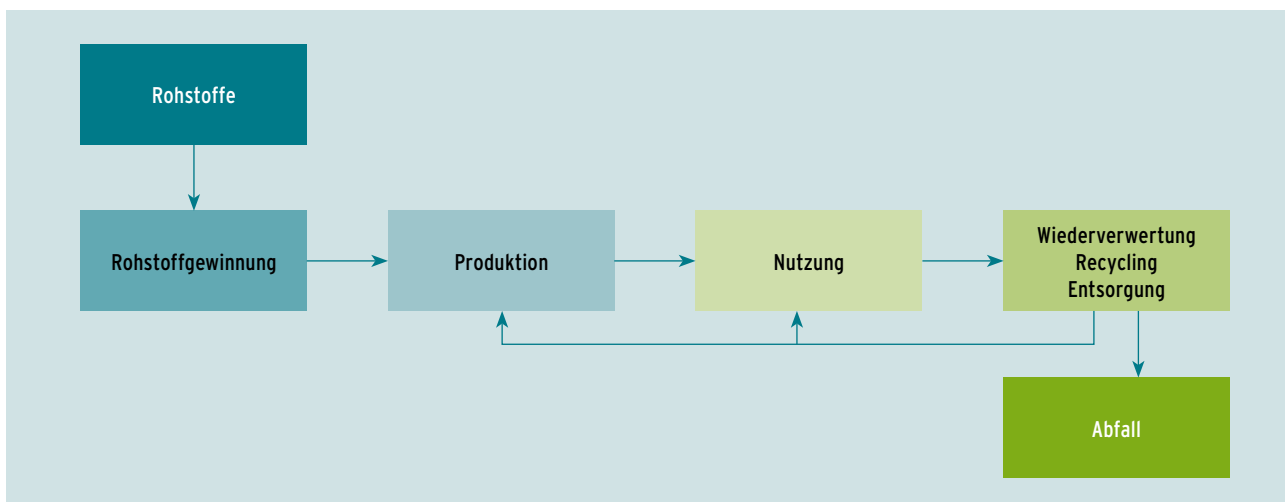 Rohstoffe
Rohstoffgewinnung
Produktion
Nutzung
Wiederverwertung
Recycling
Entsorgung
Abfall